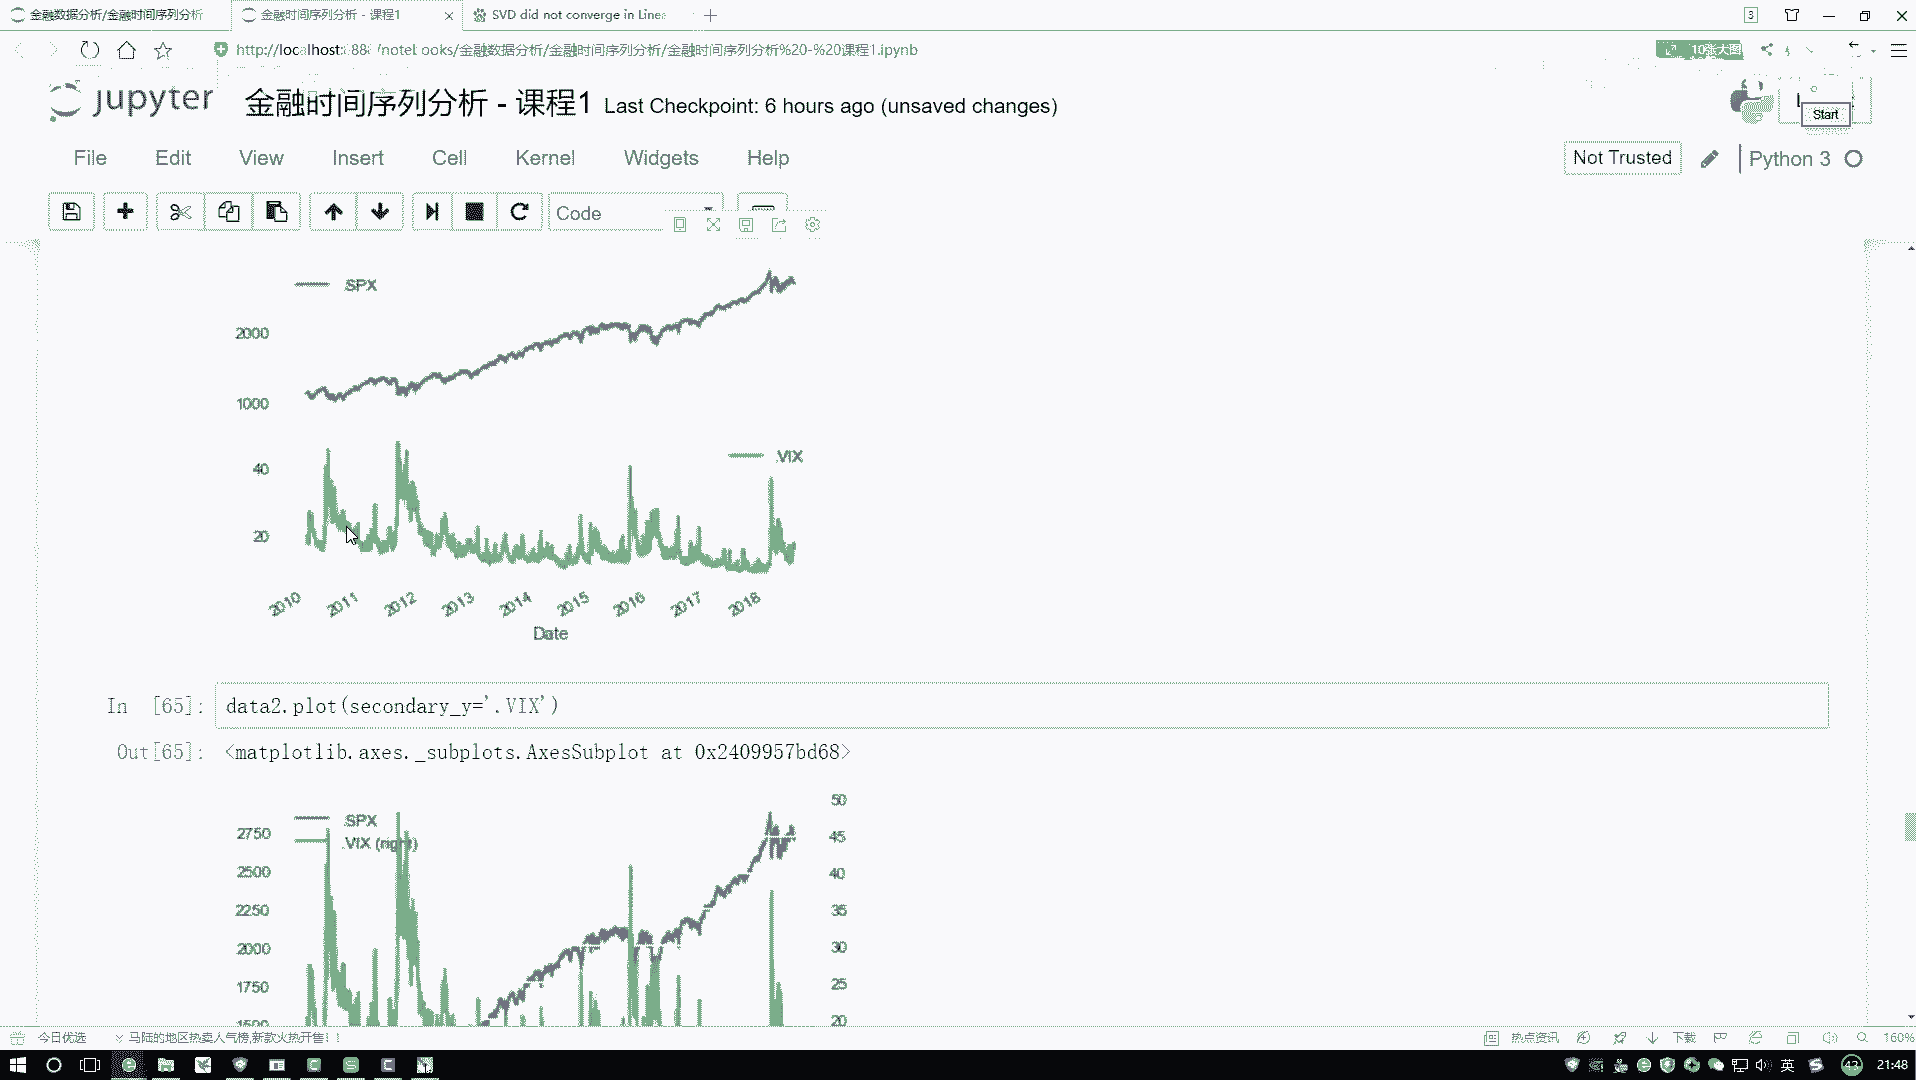 金融数据分析/金融时间序列分析
金融时间序列分析 - 课程1
SVD did not converge in Linea
3
http://localhost:888 /notebooks/金融数据分析/金融时间序列分析/金融时间序列分析%20-%20课程1.ipynb
10张大图
jupyter
金融时间序列分析 - 课程1 Last Checkpoint: 6 hours ago (unsaved changes)
Start
File Edit View Insert Cell Kernel Widgets Help
Not Trusted
Python 3
Code
.SPX
2000
1000
.VIX
40
20
2010 2011 2012 2013 2014 2015 2016 2017 2018
Date
In [65]: data2.plot(secondary_y='.VIX')
Out[65]: <matplotlib.axes._subplots.AxesSubplot at 0x2409957bd68>
.SPX
.VIX (right)
2750
2500
2250
2000
1750
1500
50
45
40
35
30
25
20
今日优选
马陆的地区热卖人气榜,新款火热开售!!
热点资讯
下载
160%
英
43
21:48